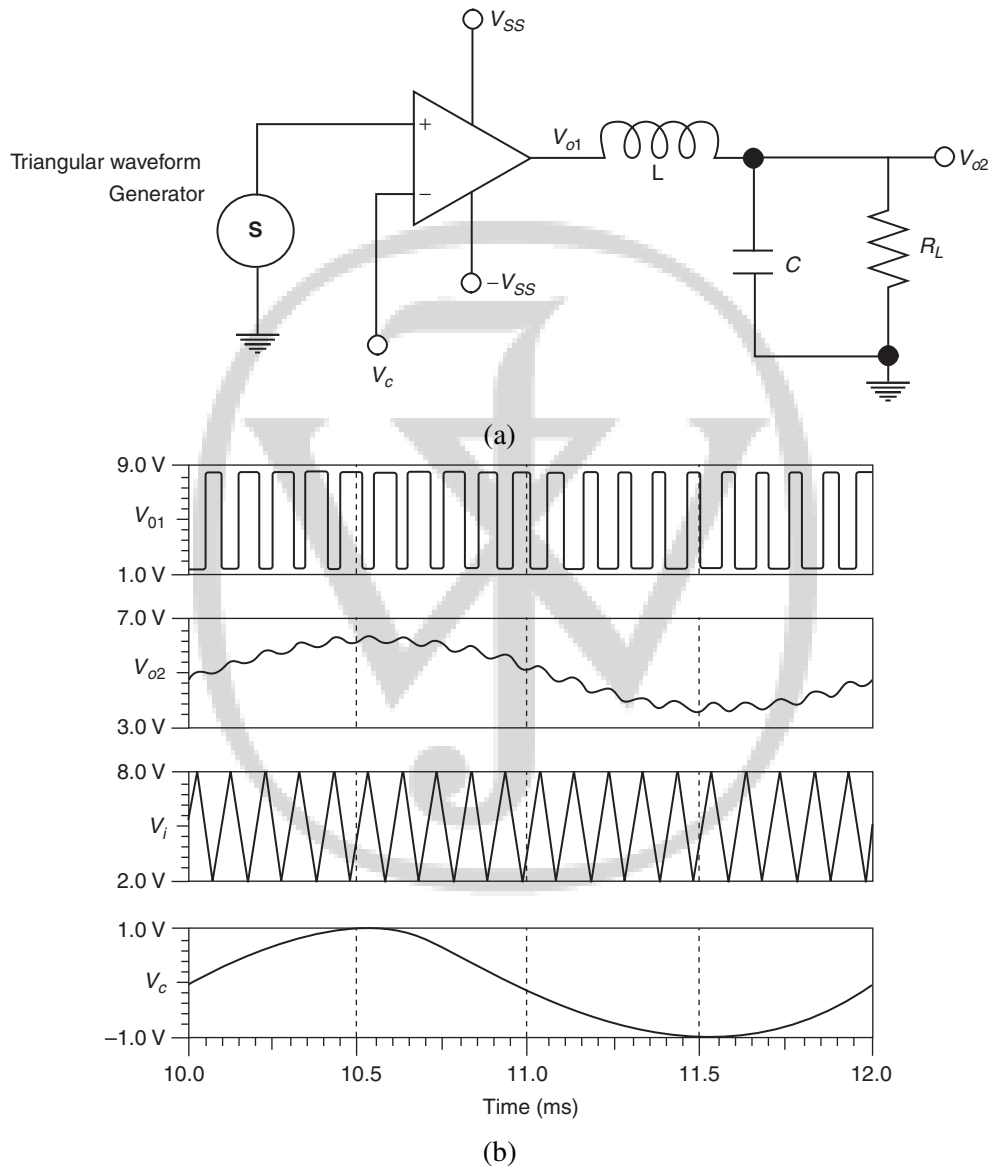 V_SS
+
V_o1
V_o2
Triangular waveform
Generator
L
−
S
C
R_L
−V_SS
V_c
(a)
9.0 V
V_01
1.0 V
7.0 V
V_o2
3.0 V
8.0 V
V_i
2.0 V
1.0 V
V_c
−1.0 V
10.0 10.5 11.0 11.5 12.0
Time (ms)
(b)